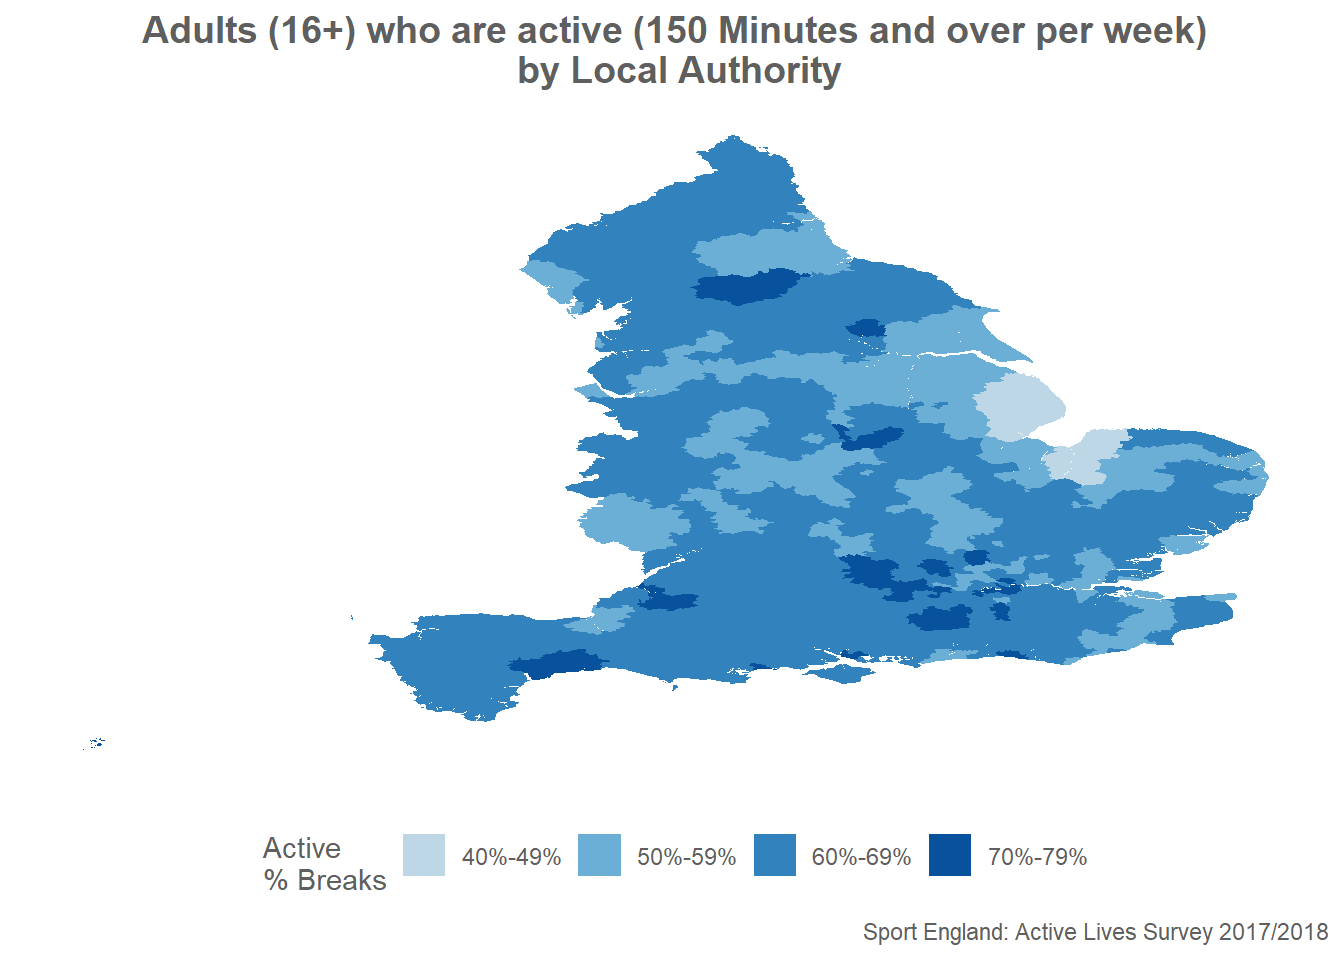 Adults (16+) who are active (150 Minutes and over per week)
by Local Authority
Active
% Breaks
40%-49%
50%-59%
60%-69%
70%-79%
Sport England: Active Lives Survey 2017/2018